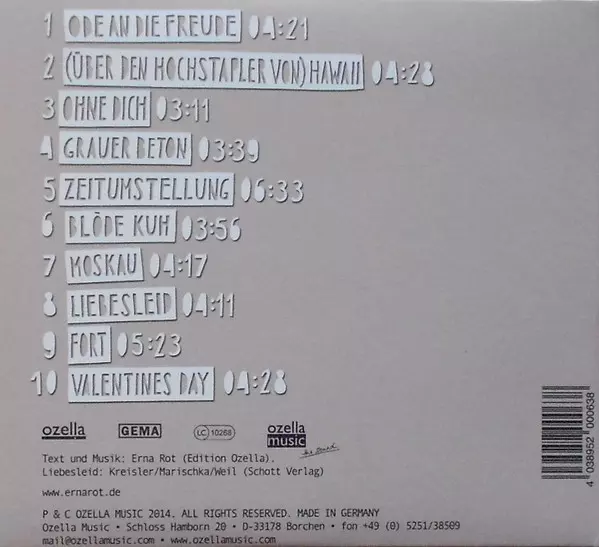 1 ODE AN DIE FREUDE 04:21
2 (ÜBER DEN HOCHSTAPLER VON) HAWAII 04:28
3 OHNE DICH 03:11
4 GRAUER BETON 03:39
5 ZEITUMSTELLUNG 06:33
6 BLÖDE KUH 03:56
7 MOSKAU 04:17
8 LIEBESLEID 04:11
9 FORT 05:23
10 VALENTINES DAY 04:28
ozella GEMA LC 10268 ozella music
Text und Musik: Erna Rot (Edition Ozella).
Liebesleid: Kreisler/Marischka/Weil (Schott Verlag)
www.ernarot.de
P & C OZELLA MUSIC 2014. ALL RIGHTS RESERVED. MADE IN GERMANY
Ozella Music • Schloss Hamborn 20 • D-33178 Borchen • fon +49 (0) 5251/38509
mail@ozellamusic.com • www.ozellamusic.com
4 038952 000638